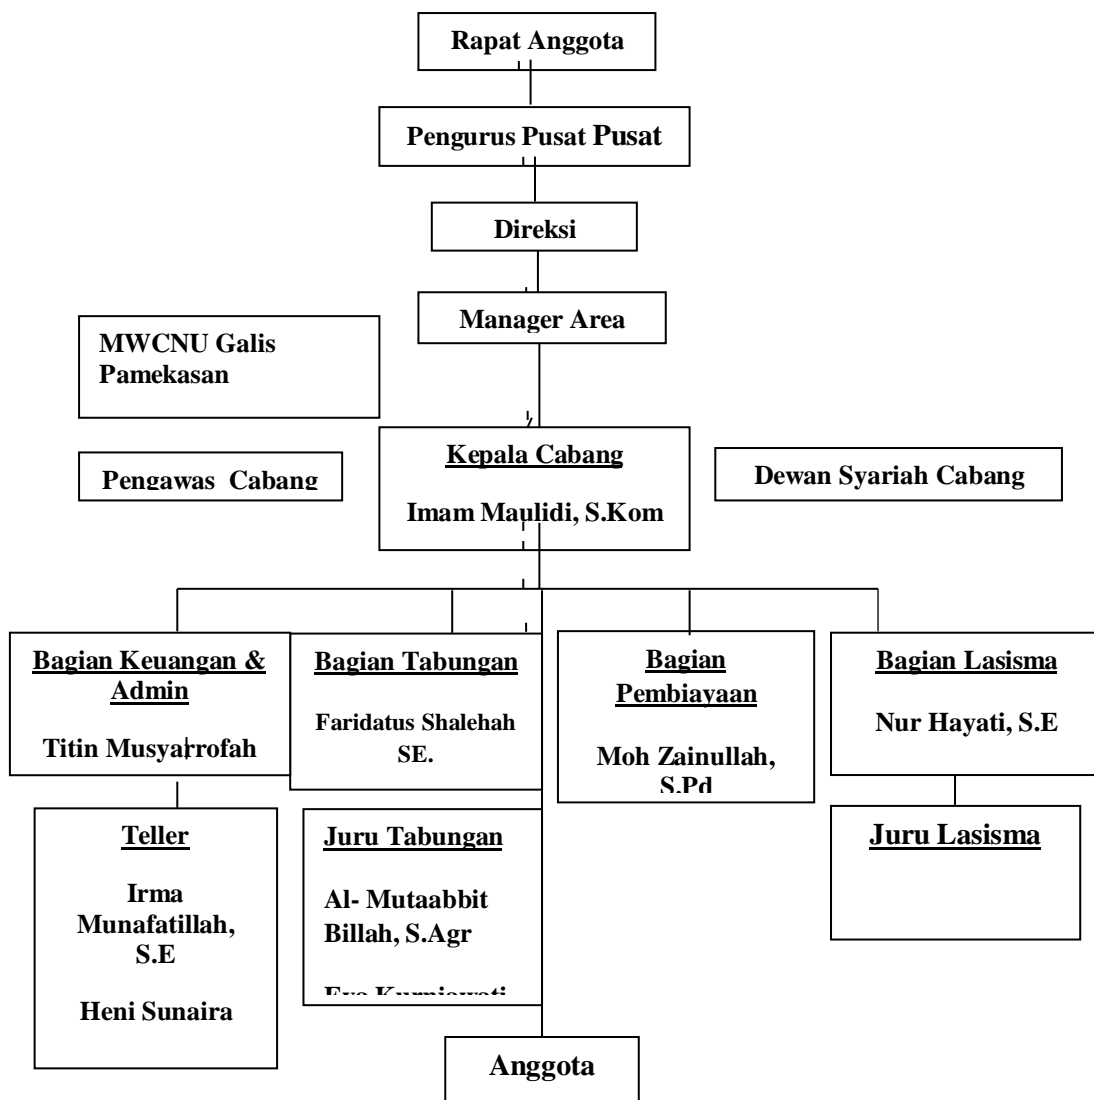 Rapat Anggota
Pengurus Pusat Pusat
Direksi
Manager Area
MWCNU Galis
Pamekasan
Kepala Cabang
Imam Maulidi, S.Kom
Pengawas Cabang
Dewan Syariah Cabang
Bagian Keuangan &
Admin
Titin Musyarrofah
Bagian Tabungan
Faridatus Shalehah
SE.
Bagian
Pembiayaan
Moh Zainullah,
S.Pd
Bagian Lasisma
Nur Hayati, S.E
Teller
Irma
Munafatillah,
S.E
Heni Sunaira
Juru Tabungan
Al- Mutaabbit
Billah, S.Agr
Kurniawati
Juru Lasisma
Anggota